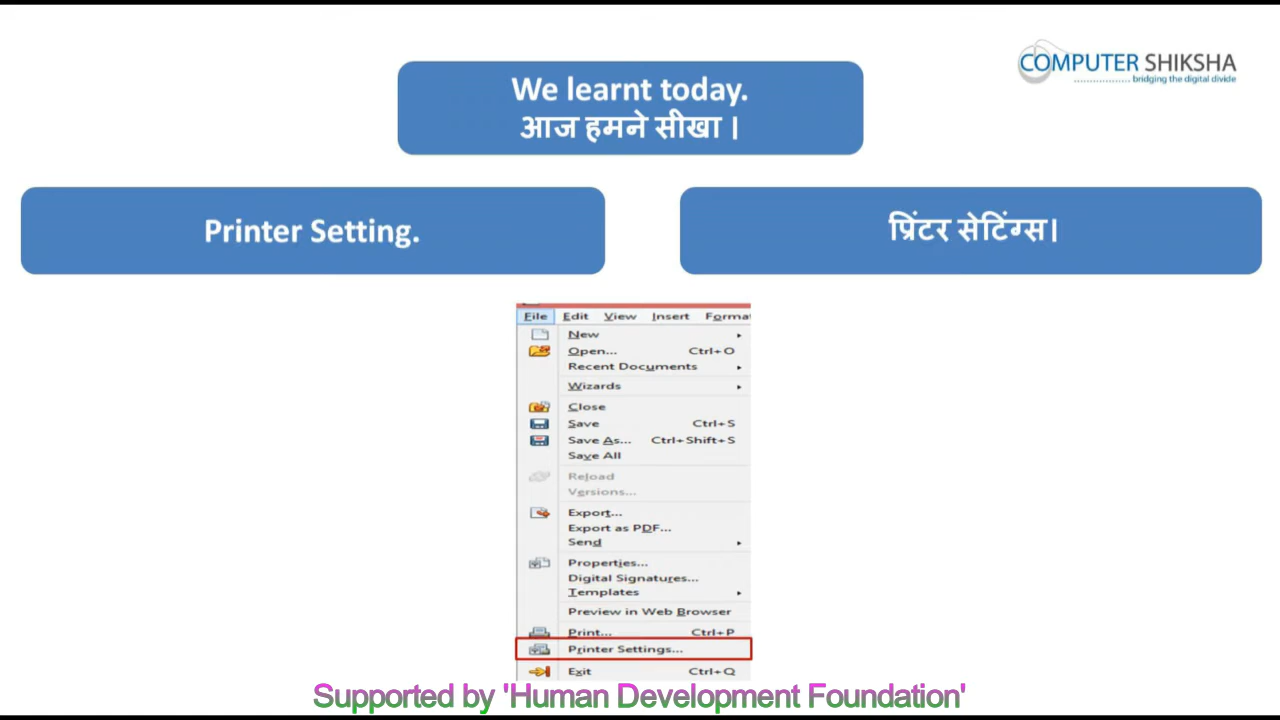 COMPUTER SHIKSHA
bridging the digital divide
We learnt today.
आज हमने सीखा ।
Printer Setting.
प्रिंटर सेटिंग्स।
File Edit View Insert Forma
New
Open... Ctrl+O
Recent Documents
Wizards
Close
Save Ctrl+S
Save As... Ctrl+Shift+S
Save All
Reload
Versions...
Export...
Export as PDF...
Send
Properties...
Digital Signatures...
Templates
Preview in Web Browser
Print... Ctrl+P
Printer Settings...
Exit Ctrl+Q
Supported by 'Human Development Foundation'